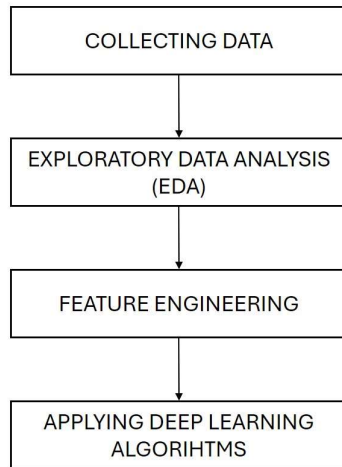 COLLECTING DATA
EXPLORATORY DATA ANALYSIS
(EDA)
FEATURE ENGINEERING
APPLYING DEEP LEARNING
ALGORIHTMS